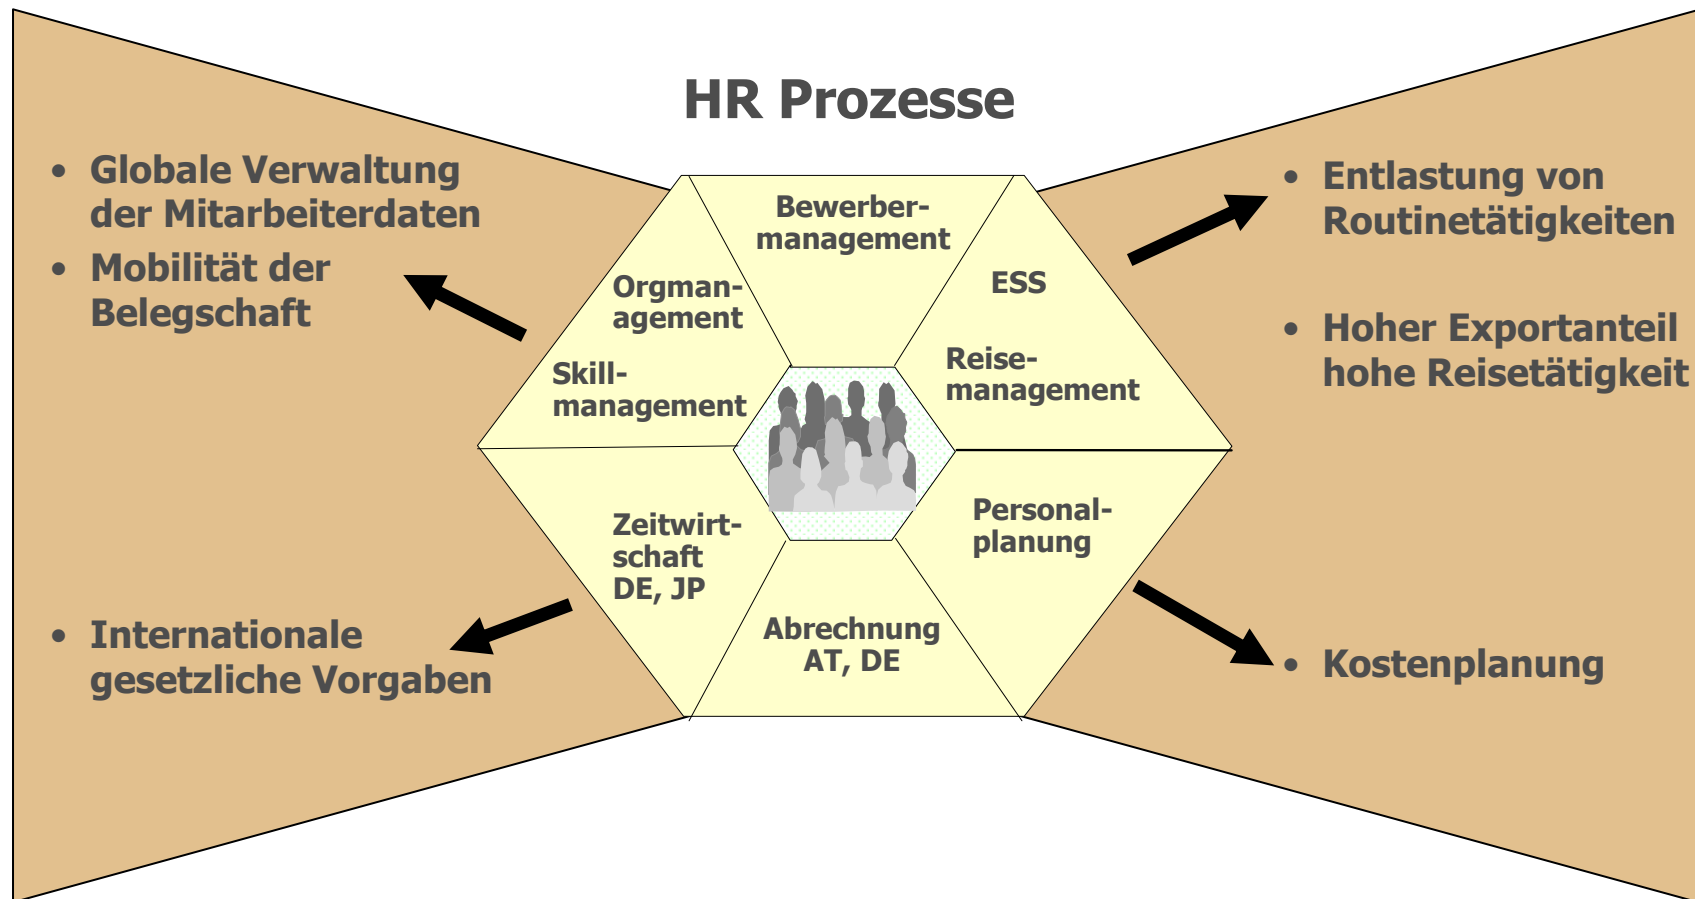 HR Prozesse
• Globale Verwaltung
der Mitarbeiterdaten
• Mobilität der
Belegschaft
• Internationale
gesetzliche Vorgaben
Bewerber-
management
Orgman-
agement
Skill-
management
ESS
Reise-
management
Zeitwirt-
schaft
DE, JP
Abrechnung
AT, DE
Personal-
planung
• Entlastung von
Routinetätigkeiten
• Hoher Exportanteil
hohe Reisetätigkeit
• Kostenplanung